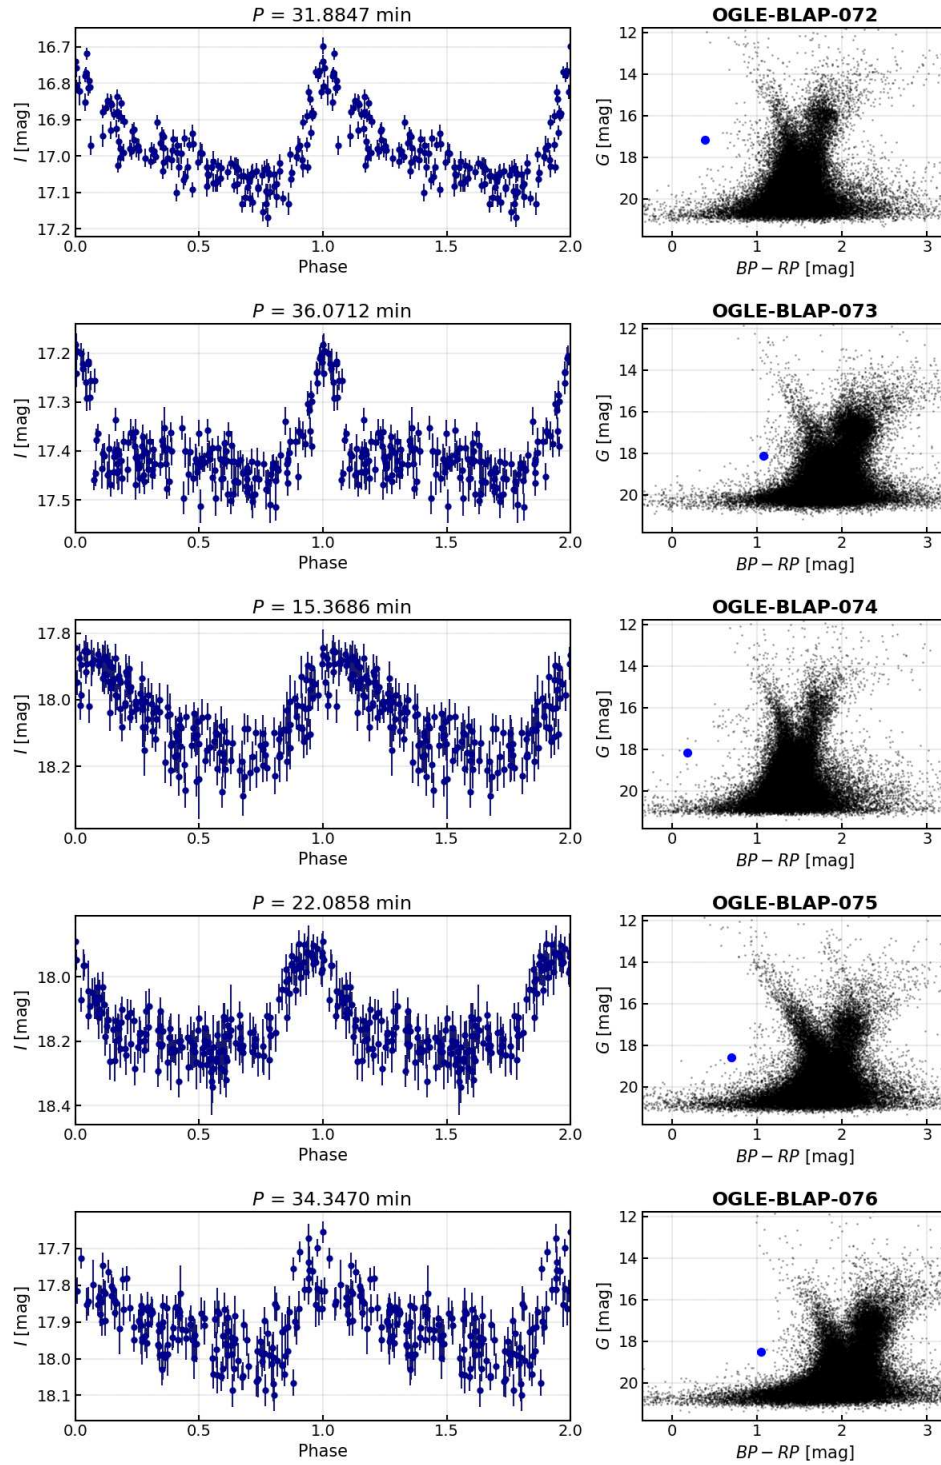 P = 31.8847 min
OGLE-BLAP-072
16.7
16.8
16.9
17.0
17.1
17.2
I [mag]
0.0 0.5 1.0 1.5 2.0
Phase
12
14
16
18
20
G [mag]
0 1 2 3
BP − RP [mag]
P = 36.0712 min
OGLE-BLAP-073
17.2
17.3
17.4
17.5
I [mag]
0.0 0.5 1.0 1.5 2.0
Phase
12
14
16
18
20
G [mag]
0 1 2 3
BP − RP [mag]
P = 15.3686 min
OGLE-BLAP-074
17.8
18.0
18.2
I [mag]
0.0 0.5 1.0 1.5 2.0
Phase
12
14
16
18
20
G [mag]
0 1 2 3
BP − RP [mag]
P = 22.0858 min
OGLE-BLAP-075
18.0
18.2
18.4
I [mag]
0.0 0.5 1.0 1.5 2.0
Phase
12
14
16
18
20
G [mag]
0 1 2 3
BP − RP [mag]
P = 34.3470 min
OGLE-BLAP-076
17.7
17.8
17.9
18.0
18.1
I [mag]
0.0 0.5 1.0 1.5 2.0
Phase
12
14
16
18
20
G [mag]
0 1 2 3
BP − RP [mag]